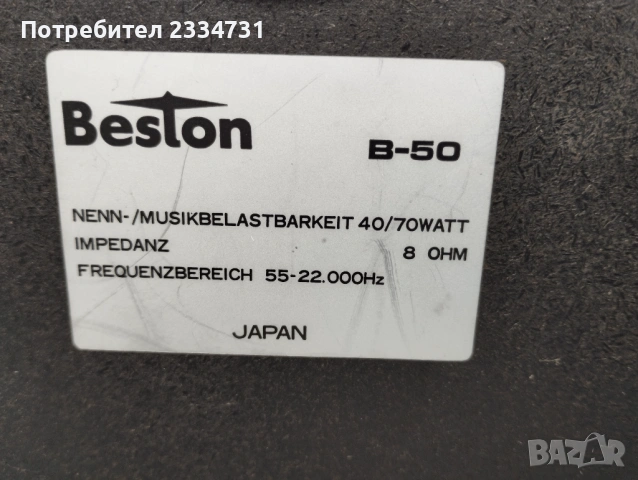 Потребител 2334731
Beston
B-50
NENN-/MUSIKBELASTBARKEIT 40/70WATT
IMPEDANZ 8 OHM
FREQUENZBEREICH 55-22.000Hz
JAPAN
BAZAR